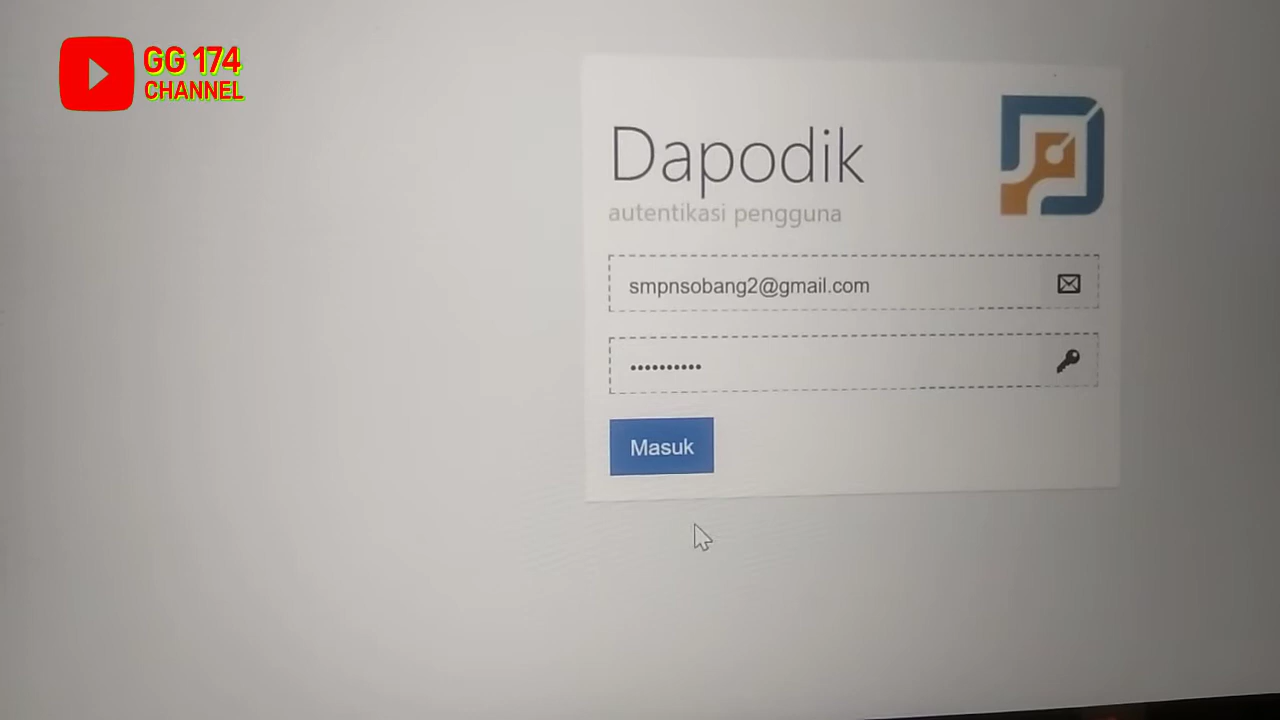 GG 174
CHANNEL
Dapodik
autentikasi pengguna
smpnsobang2@gmail.com
••••••••••
Masuk